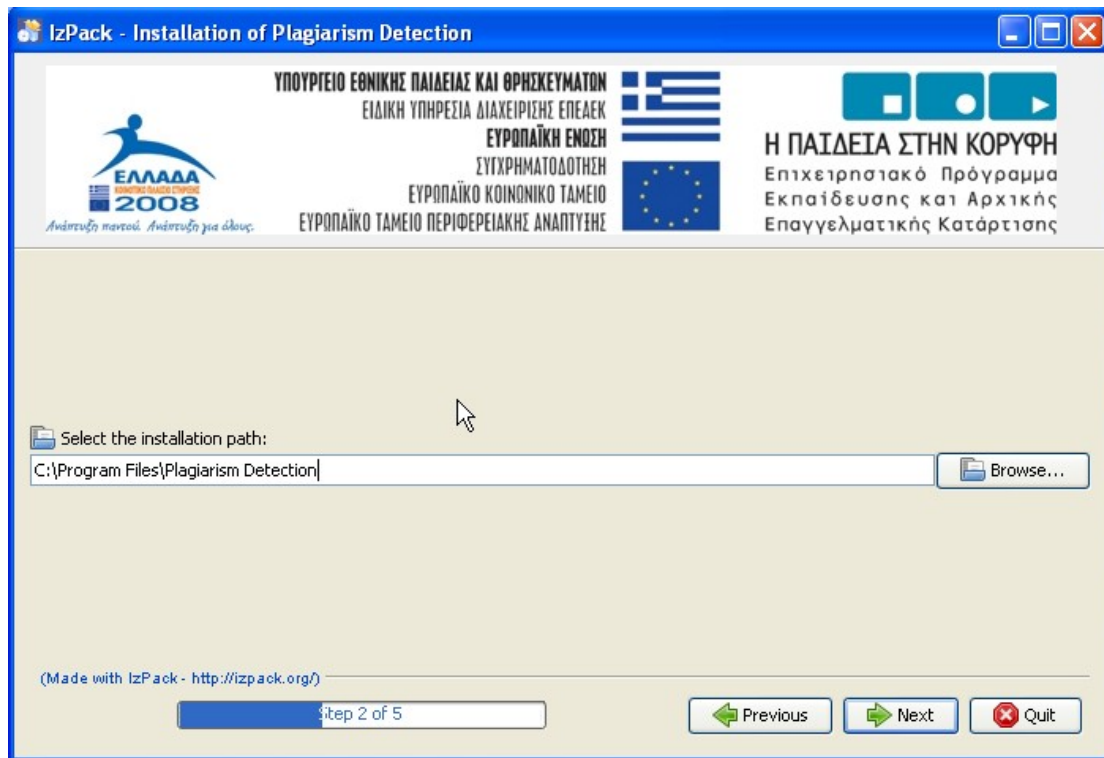 IzPack - Installation of Plagiarism Detection
ΥΠΟΥΡΓΕΙΟ ΕΘΝΙΚΗΣ ΠΑΙΔΕΙΑΣ ΚΑΙ ΘΡΗΣΚΕΥΜΑΤΩΝ
ΕΙΔΙΚΗ ΥΠΗΡΕΣΙΑ ΔΙΑΧΕΙΡΙΣΗΣ ΕΠΕΑΕΚ
ΕΥΡΩΠΑΪΚΗ ΕΝΩΣΗ
ΣΥΓΧΡΗΜΑΤΟΔΟΤΗΣΗ
ΕΥΡΩΠΑΪΚΟ ΚΟΙΝΩΝΙΚΟ ΤΑΜΕΙΟ
ΕΥΡΩΠΑΪΚΟ ΤΑΜΕΙΟ ΠΕΡΙΦΕΡΕΙΑΚΗΣ ΑΝΑΠΤΥΞΗΣ
ΕΛΛΑΔΑ
2008
Ανάπτυξη παντού. Ανάπτυξη για όλους.
Η ΠΑΙΔΕΙΑ ΣΤΗΝ ΚΟΡΥΦΗ
Επιχειρησιακό Πρόγραμμα
Εκπαίδευσης και Αρχικής
Επαγγελματικής Κατάρτισης
Select the installation path:
C:\Program Files\Plagiarism Detection
Browse...
(Made with IzPack - http://izpack.org/)
Step 2 of 5
Previous
Next
Quit